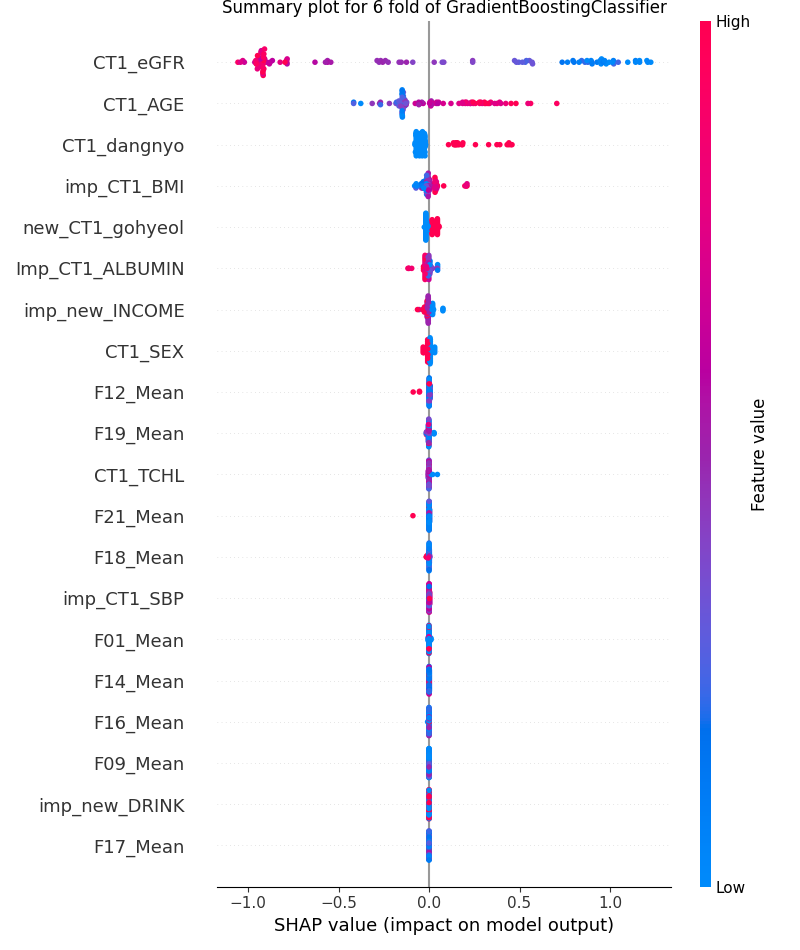 Summary plot for 6 fold of GradientBoostingClassifier
High
CT1_eGFR
CT1_AGE
CT1_dangnyo
imp_CT1_BMI
new_CT1_gohyeol
Imp_CT1_ALBUMIN
imp_new_INCOME
CT1_SEX
F12_Mean
F19_Mean
CT1_TCHL
F21_Mean
F18_Mean
imp_CT1_SBP
F01_Mean
F14_Mean
F16_Mean
F09_Mean
imp_new_DRINK
F17_Mean
Feature value
Low
−1.0 −0.5 0.0 0.5 1.0
SHAP value (impact on model output)